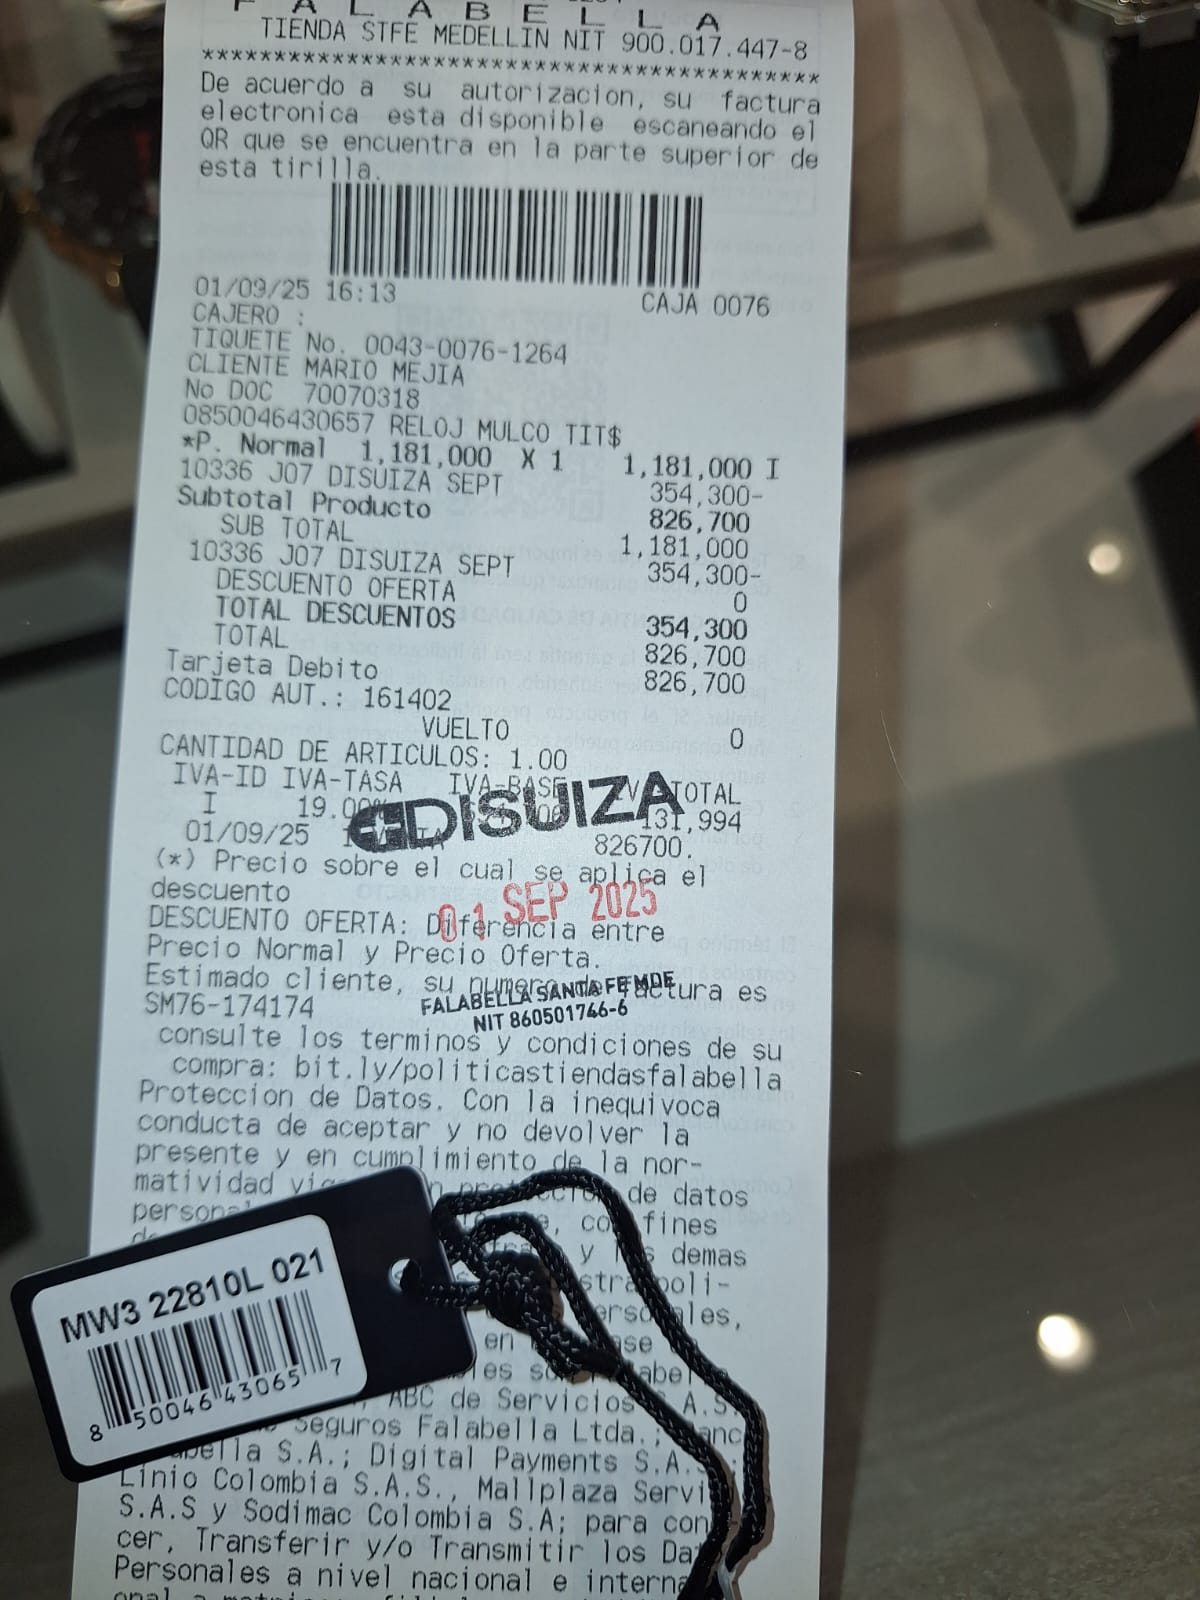 FALABELLA
TIENDA STFE MEDELLIN NIT 900.017.447-8
******************************************
De acuerdo a su autorizacion, su factura
electronica esta disponible escaneando el
QR que se encuentra en la parte superior de
esta tirilla.
01/09/25 16:13 CAJA 0076
CAJERO :
TIQUETE No. 0043-0076-1264
CLIENTE MARIO MEJIA
No DOC 70070318
0850046430657 RELOJ MULCO TIT$
*P. Normal 1,181,000 X 1 1,181,000 I
10336 J07 DISUIZA SEPT 354,300-
Subtotal Producto 826,700
SUB TOTAL 1,181,000
10336 J07 DISUIZA SEPT 354,300-
DESCUENTO OFERTA 0
TOTAL DESCUENTOS 354,300
TOTAL 826,700
Tarjeta Debito 826,700
CODIGO AUT.: 161402
VUELTO 0
CANTIDAD DE ARTICULOS: 1.00
IVA-ID IVA-TASA IVA-BASE TOTAL
I 19.00% 131,994
DISUIZA
01/09/25 826700.
(*) Precio sobre el cual se aplica el
descuento
01 SEP 2025
DESCUENTO OFERTA: Diferencia entre
Precio Normal y Precio Oferta.
Estimado cliente, su numero de factura es
SM76-174174
FALABELLA SANTA FE MDE
NIT 860501746-6
consulte los terminos y condiciones de su
compra: bit.ly/politicastiendasfalabella
Proteccion de Datos. Con la inequivoca
conducta de aceptar y no devolver la
presente y en cumplimiento de la nor-
matividad de datos
fines
y demas
en
ABC de Servicios A.S.
Seguros Falabella Ltda.;
S.A.; Digital Payments S.A.
Linio Colombia S.A.S., Mallplaza Servi
S.A.S y Sodimac Colombia S.A; para con
cer, Transferir y/o Transmitir los Da
Personales a nivel nacional e interna
MW3 22810L 021
8 50046 43065 7